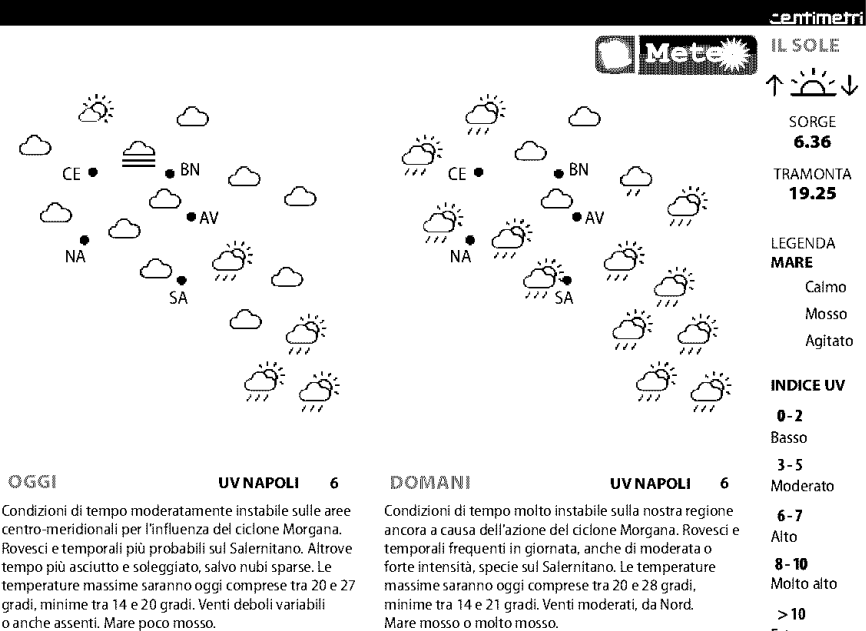 centimetri
Meteo
CE
BN
AV
NA
SA
CE
BN
AV
NA
SA
IL SOLE
SORGE
6.36
TRAMONTA
19.25
LEGENDA
MARE
Calmo
Mosso
Agitato
INDICE UV
0-2
Basso
3-5
Moderato
6-7
Alto
8-10
Molto alto
>10
OGGI
UV NAPOLI 6
Condizioni di tempo moderatamente instabile sulle aree
centro-meridionali per l'influenza del ciclone Morgana.
Rovesci e temporali più probabili sul Salernitano. Altrove
tempo più asciutto e soleggiato, salvo nubi sparse. Le
temperature massime saranno oggi comprese tra 20 e 27
gradi, minime tra 14 e 20 gradi. Venti deboli variabili
o anche assenti. Mare poco mosso.
DOMANI
UV NAPOLI 6
Condizioni di tempo molto instabile sulla nostra regione
ancora a causa dell'azione del ciclone Morgana. Rovesci e
temporali frequenti in giornata, anche di moderata o
forte intensità, specie sul Salernitano. Le temperature
massime saranno oggi comprese tra 20 e 28 gradi,
minime tra 14 e 21 gradi. Venti moderati, da Nord.
Mare mosso o molto mosso.